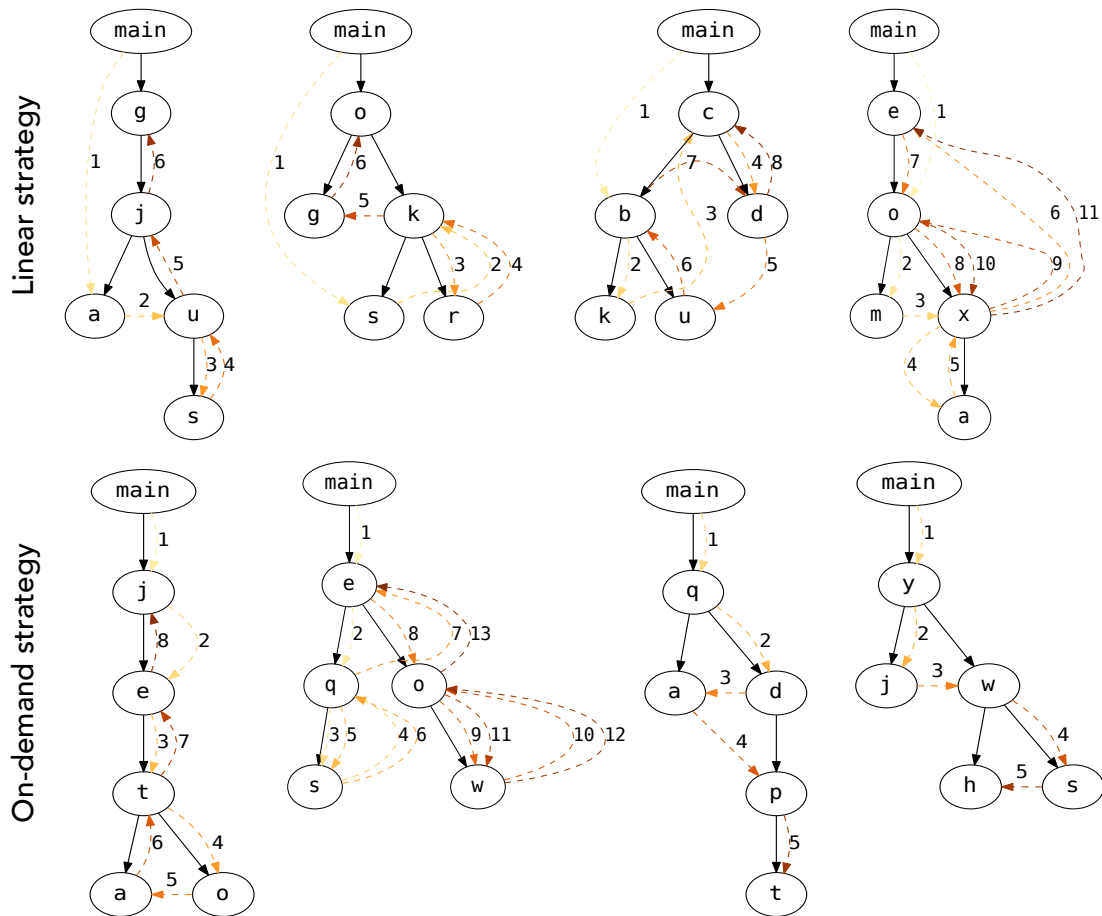 Linear strategy
main
g
j
a
u
s
1
2
3
4
5
6
main
o
g
k
s
r
1
2
3
4
5
6
main
c
b
d
k
u
1
2
3
4
5
6
7
8
main
e
o
m
x
a
1
2
3
4
5
6
7
8
9
10
11
On-demand strategy
main
j
e
t
a
o
1
2
3
4
5
6
7
8
main
e
q
o
s
w
1
2
3
4
5
6
7
8
9
10
11
12
13
main
q
a
d
p
t
1
2
3
4
5
main
y
j
w
h
s
1
2
3
4
5